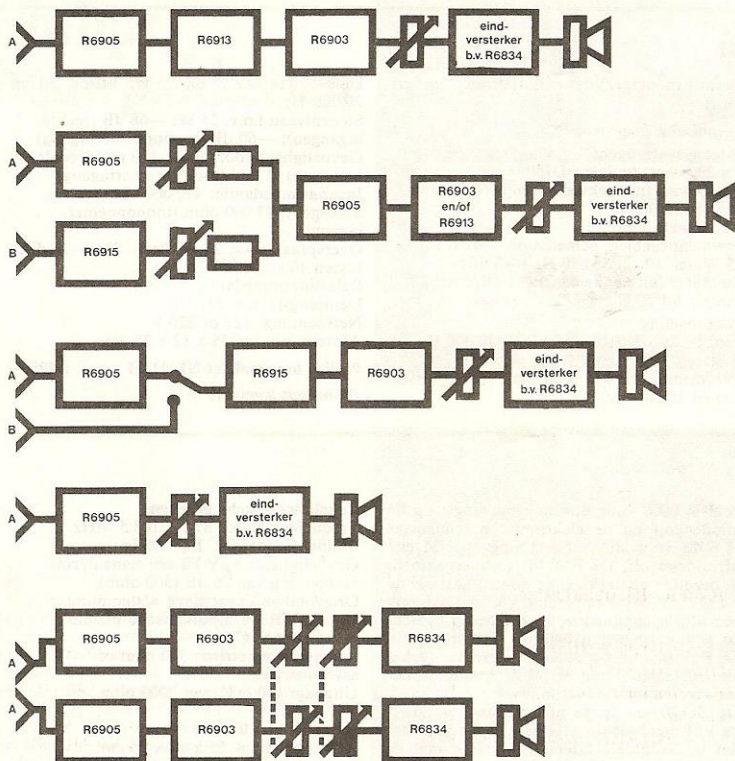 A R6905 R6913 R6903 eind-
versterker
b.v. R6834
A R6905
R6905 R6903
en/of
R6913
eind-
versterker
b.v. R6834
B R6915
A R6905 R6915 R6903 eind-
versterker
b.v. R6834
B
A R6905 eind-
versterker
b.v. R6834
A R6905 R6903 R6834
A R6905 R6903 R6834